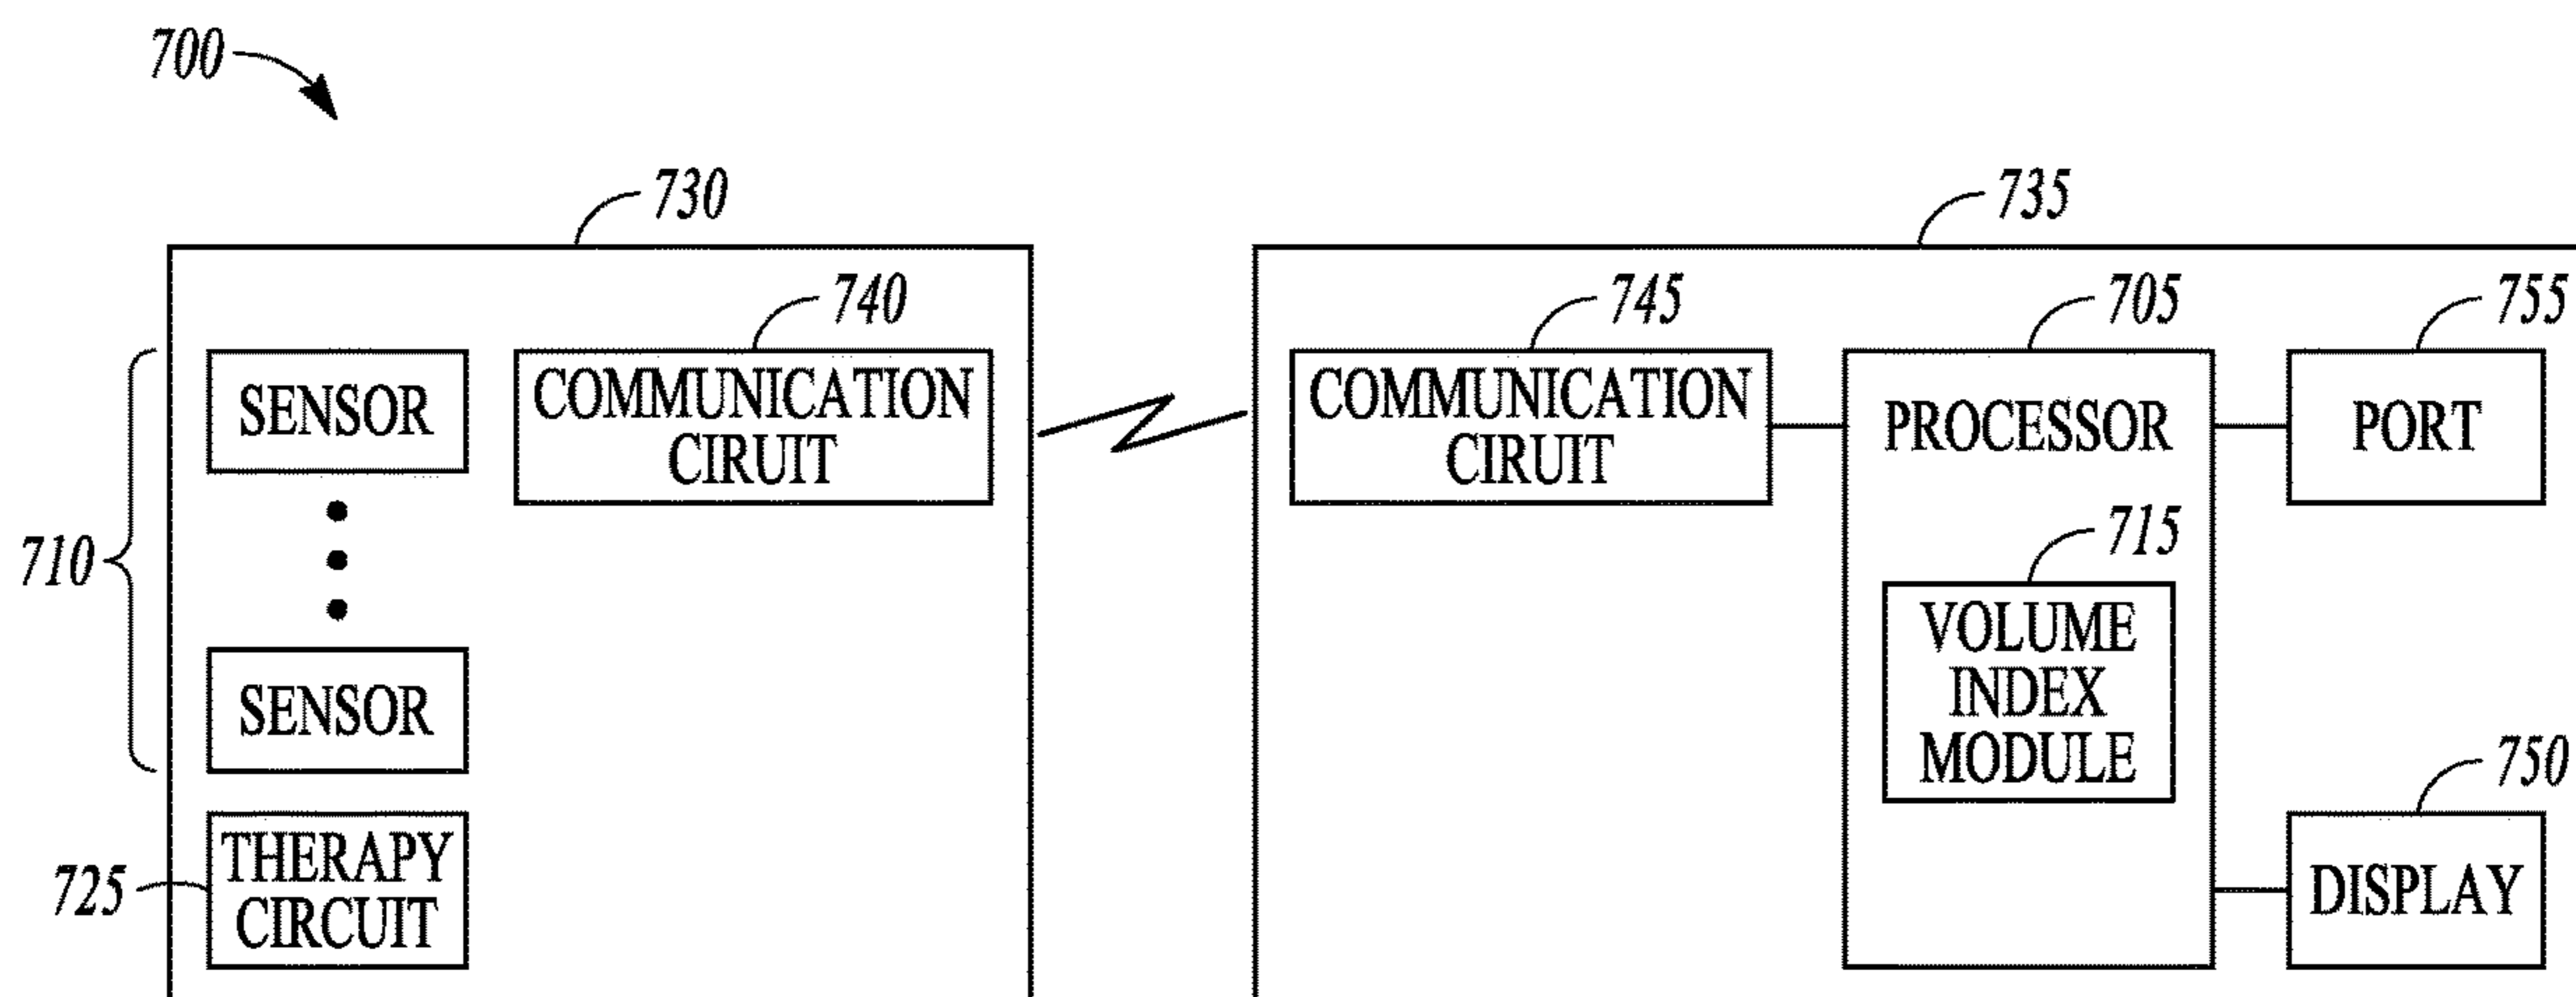 700
730
735
740
745
705
755
SENSOR
COMMUNICATION
CIRUIT
COMMUNICATION
CIRUIT
PROCESSOR
PORT
710
715
VOLUME
INDEX
MODULE
SENSOR
750
725
THERAPY
CIRCUIT
DISPLAY